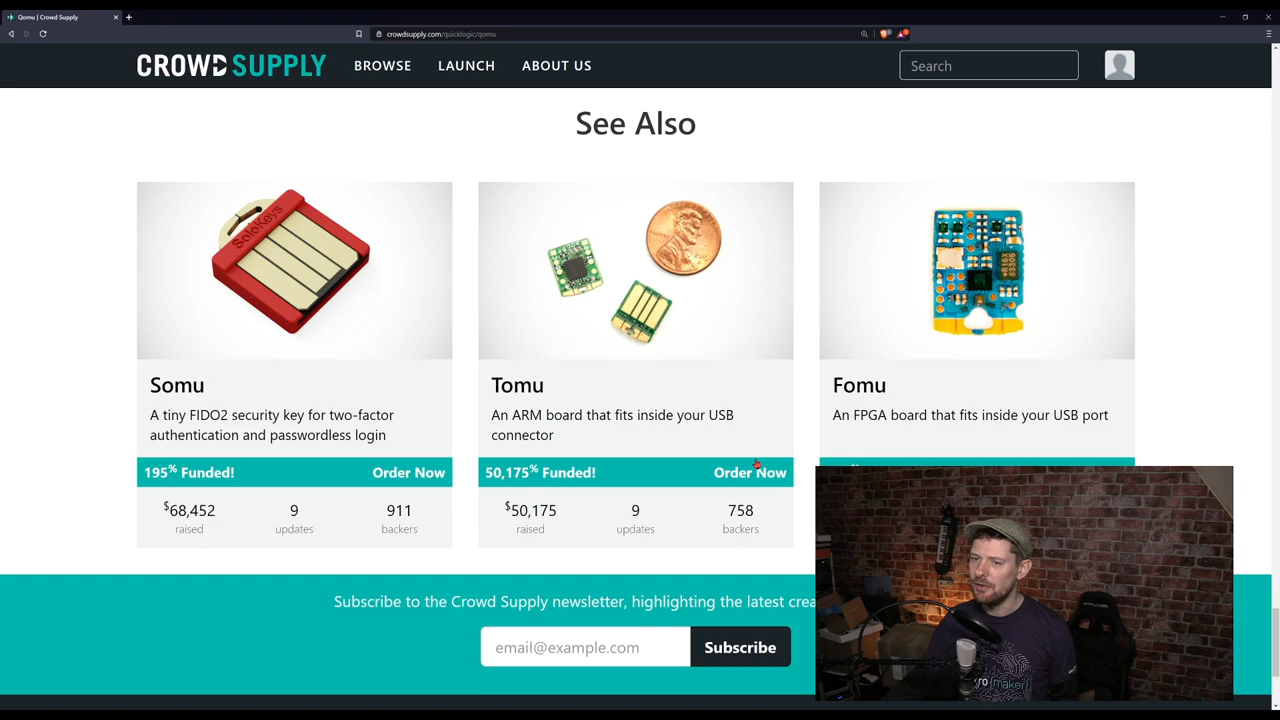 Qomu | Crowd Supply
crowdsupply.com/quicklogic/qomu
CROWD SUPPLY
BROWSE
LAUNCH
ABOUT US
Search
See Also
SoloKeys
Somu
A tiny FIDO2 security key for two-factor
authentication and passwordless login
195% Funded!
Order Now
$68,452
raised
9
updates
911
backers
Tomu
An ARM board that fits inside your USB
connector
50,175% Funded!
Order Now
$50,175
raised
9
updates
758
backers
Fomu
An FPGA board that fits inside your USB port
Subscribe to the Crowd Supply newsletter, highlighting the latest
email@example.com
Subscribe